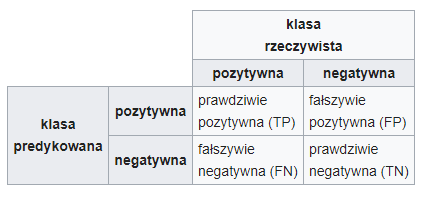 klasa
rzeczywista
pozytywna negatywna
klasa
predykowana
pozytywna
prawdziwie
pozytywna (TP)
fałszywie
pozytywna (FP)
negatywna
fałszywie
negatywna (FN)
prawdziwie
negatywna (TN)